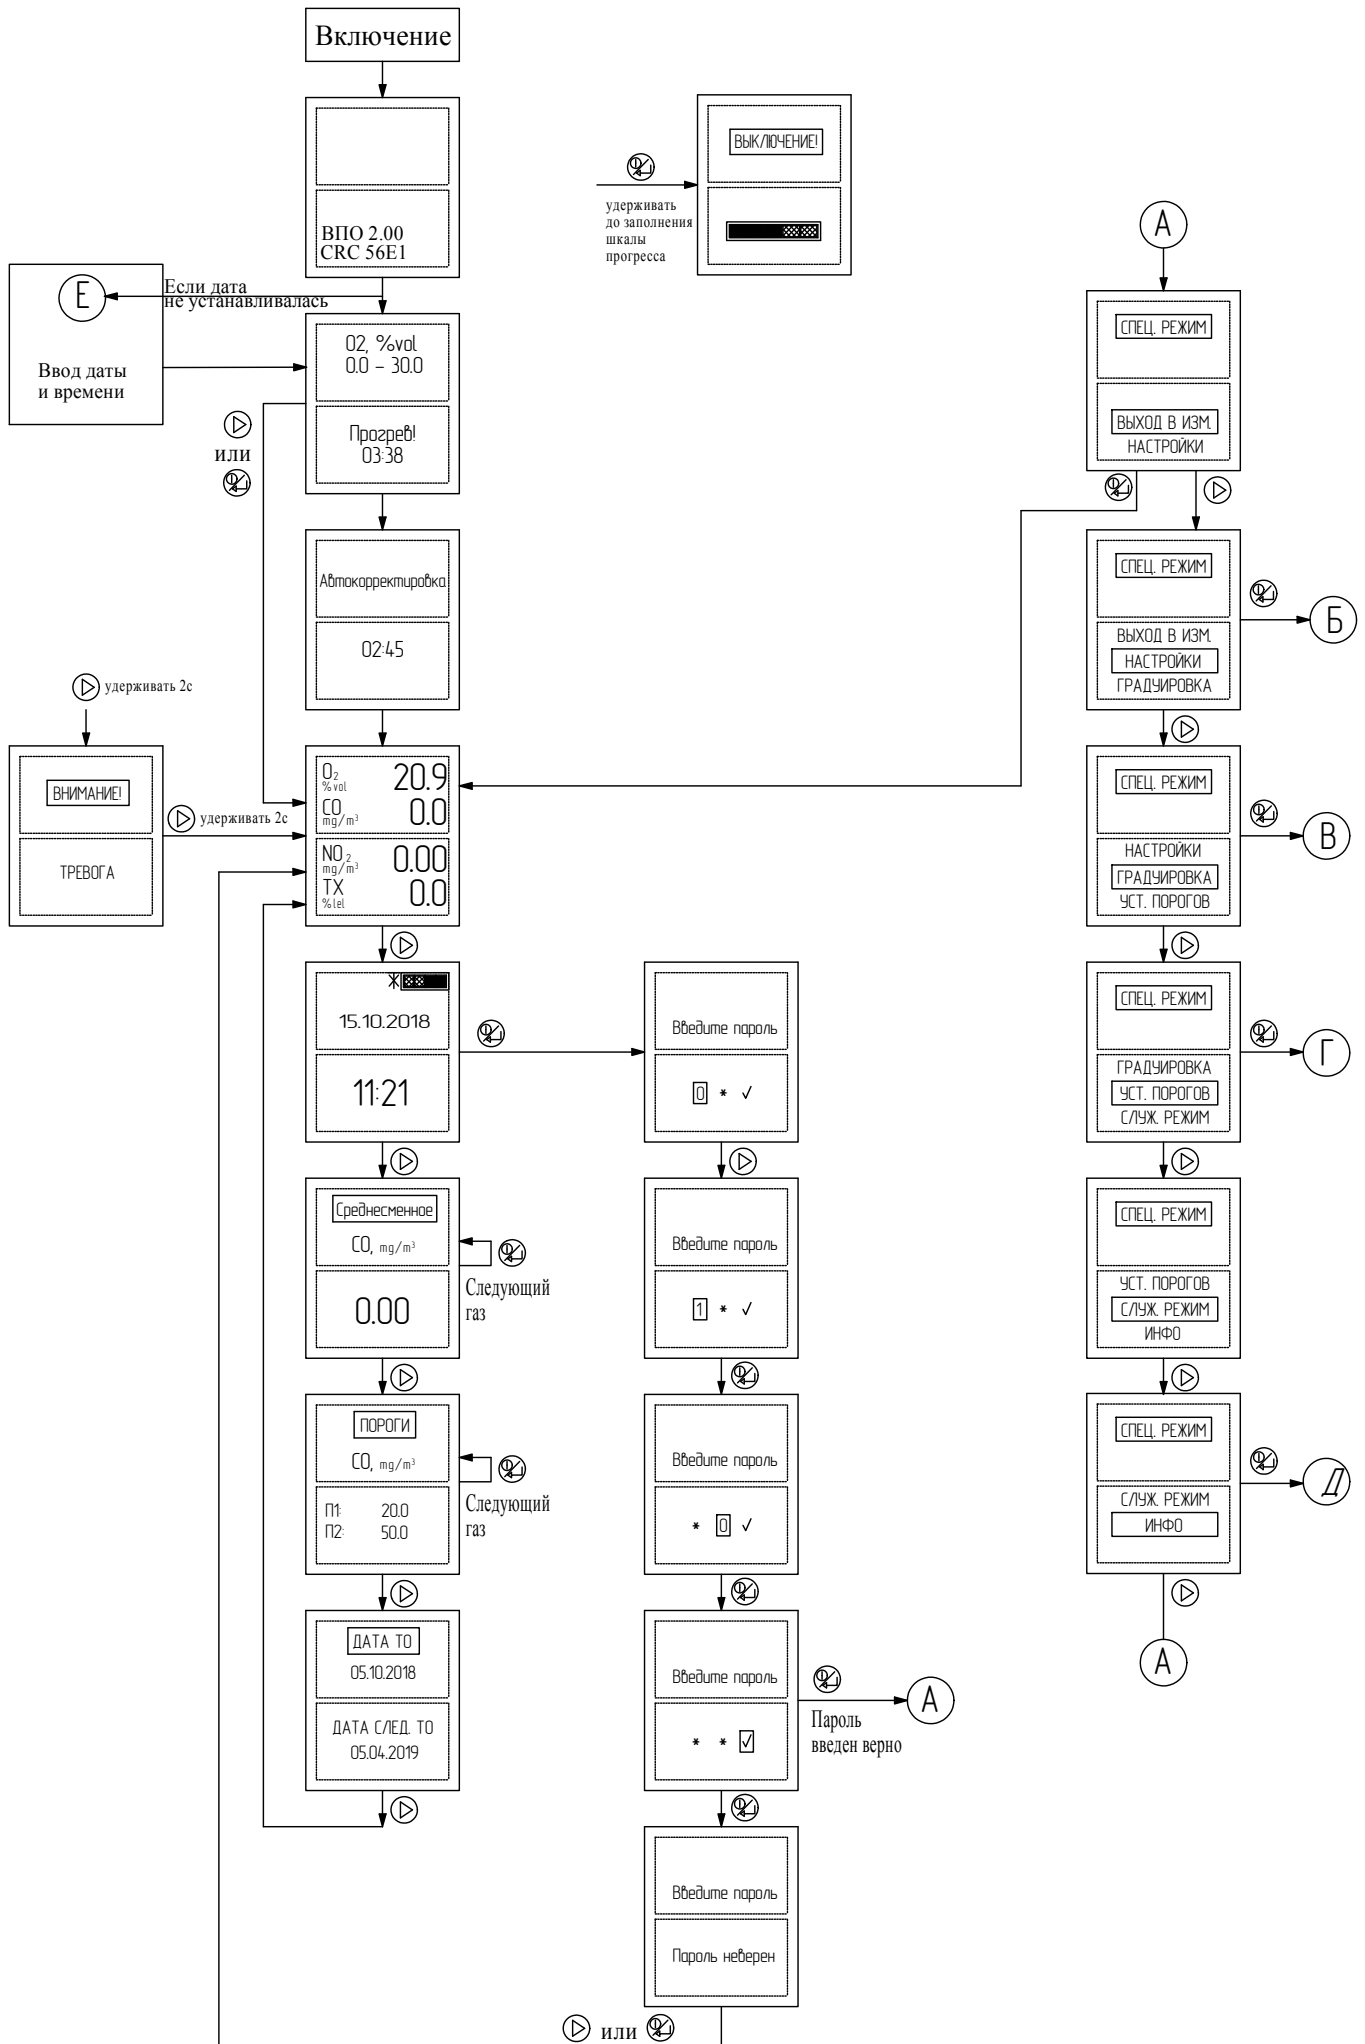 Включение
ВПО 2.00
CRC 56E1
Е
Если дата
не устанавливалась
Ввод даты
и времени
O2, %vol
0.0 – 30.0
Прогрев!
03:38
или
Автокорректировка
02:45
удерживать 2с
ВНИМАНИЕ!
ТРЕВОГА
удерживать 2с
O2 20.9
%vol
CO 0.0
mg/m³
NO2 0.00
mg/m³
TX 0.0
%lel
15.10.2018
11:21
Среднесменное
CO, mg/m³
0.00
Следующий
газ
ПОРОГИ
CO, mg/m³
П1: 20.0
П2: 50.0
Следующий
газ
ДАТА ТО
05.10.2018
ДАТА СЛЕД. ТО
05.04.2019
ВЫКЛЮЧЕНИЕ!
удерживать
до заполнения
шкалы
прогресса
Введите пароль
0 * ✓
Введите пароль
1 * ✓
Введите пароль
* 0 ✓
Введите пароль
* * ✓
А
Пароль
введен верно
Введите пароль
Пароль неверен
или
А
СПЕЦ. РЕЖИМ
ВЫХОД В ИЗМ.
НАСТРОЙКИ
СПЕЦ. РЕЖИМ
ВЫХОД В ИЗМ.
НАСТРОЙКИ
ГРАДУИРОВКА
Б
СПЕЦ. РЕЖИМ
НАСТРОЙКИ
ГРАДУИРОВКА
УСТ. ПОРОГОВ
В
СПЕЦ. РЕЖИМ
ГРАДУИРОВКА
УСТ. ПОРОГОВ
СЛУЖ. РЕЖИМ
Г
СПЕЦ. РЕЖИМ
УСТ. ПОРОГОВ
СЛУЖ. РЕЖИМ
ИНФО
СПЕЦ. РЕЖИМ
СЛУЖ. РЕЖИМ
ИНФО
Д
А